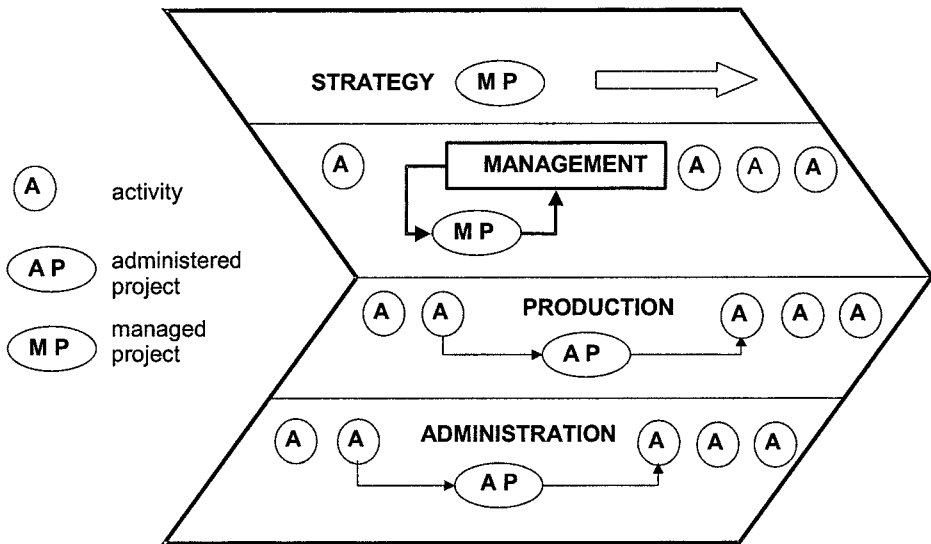 STRATEGY M P
A MANAGEMENT A A A
M P
A activity
A P administered
project
M P managed
project
A A PRODUCTION A A A
A P
A A ADMINISTRATION A A A
A P